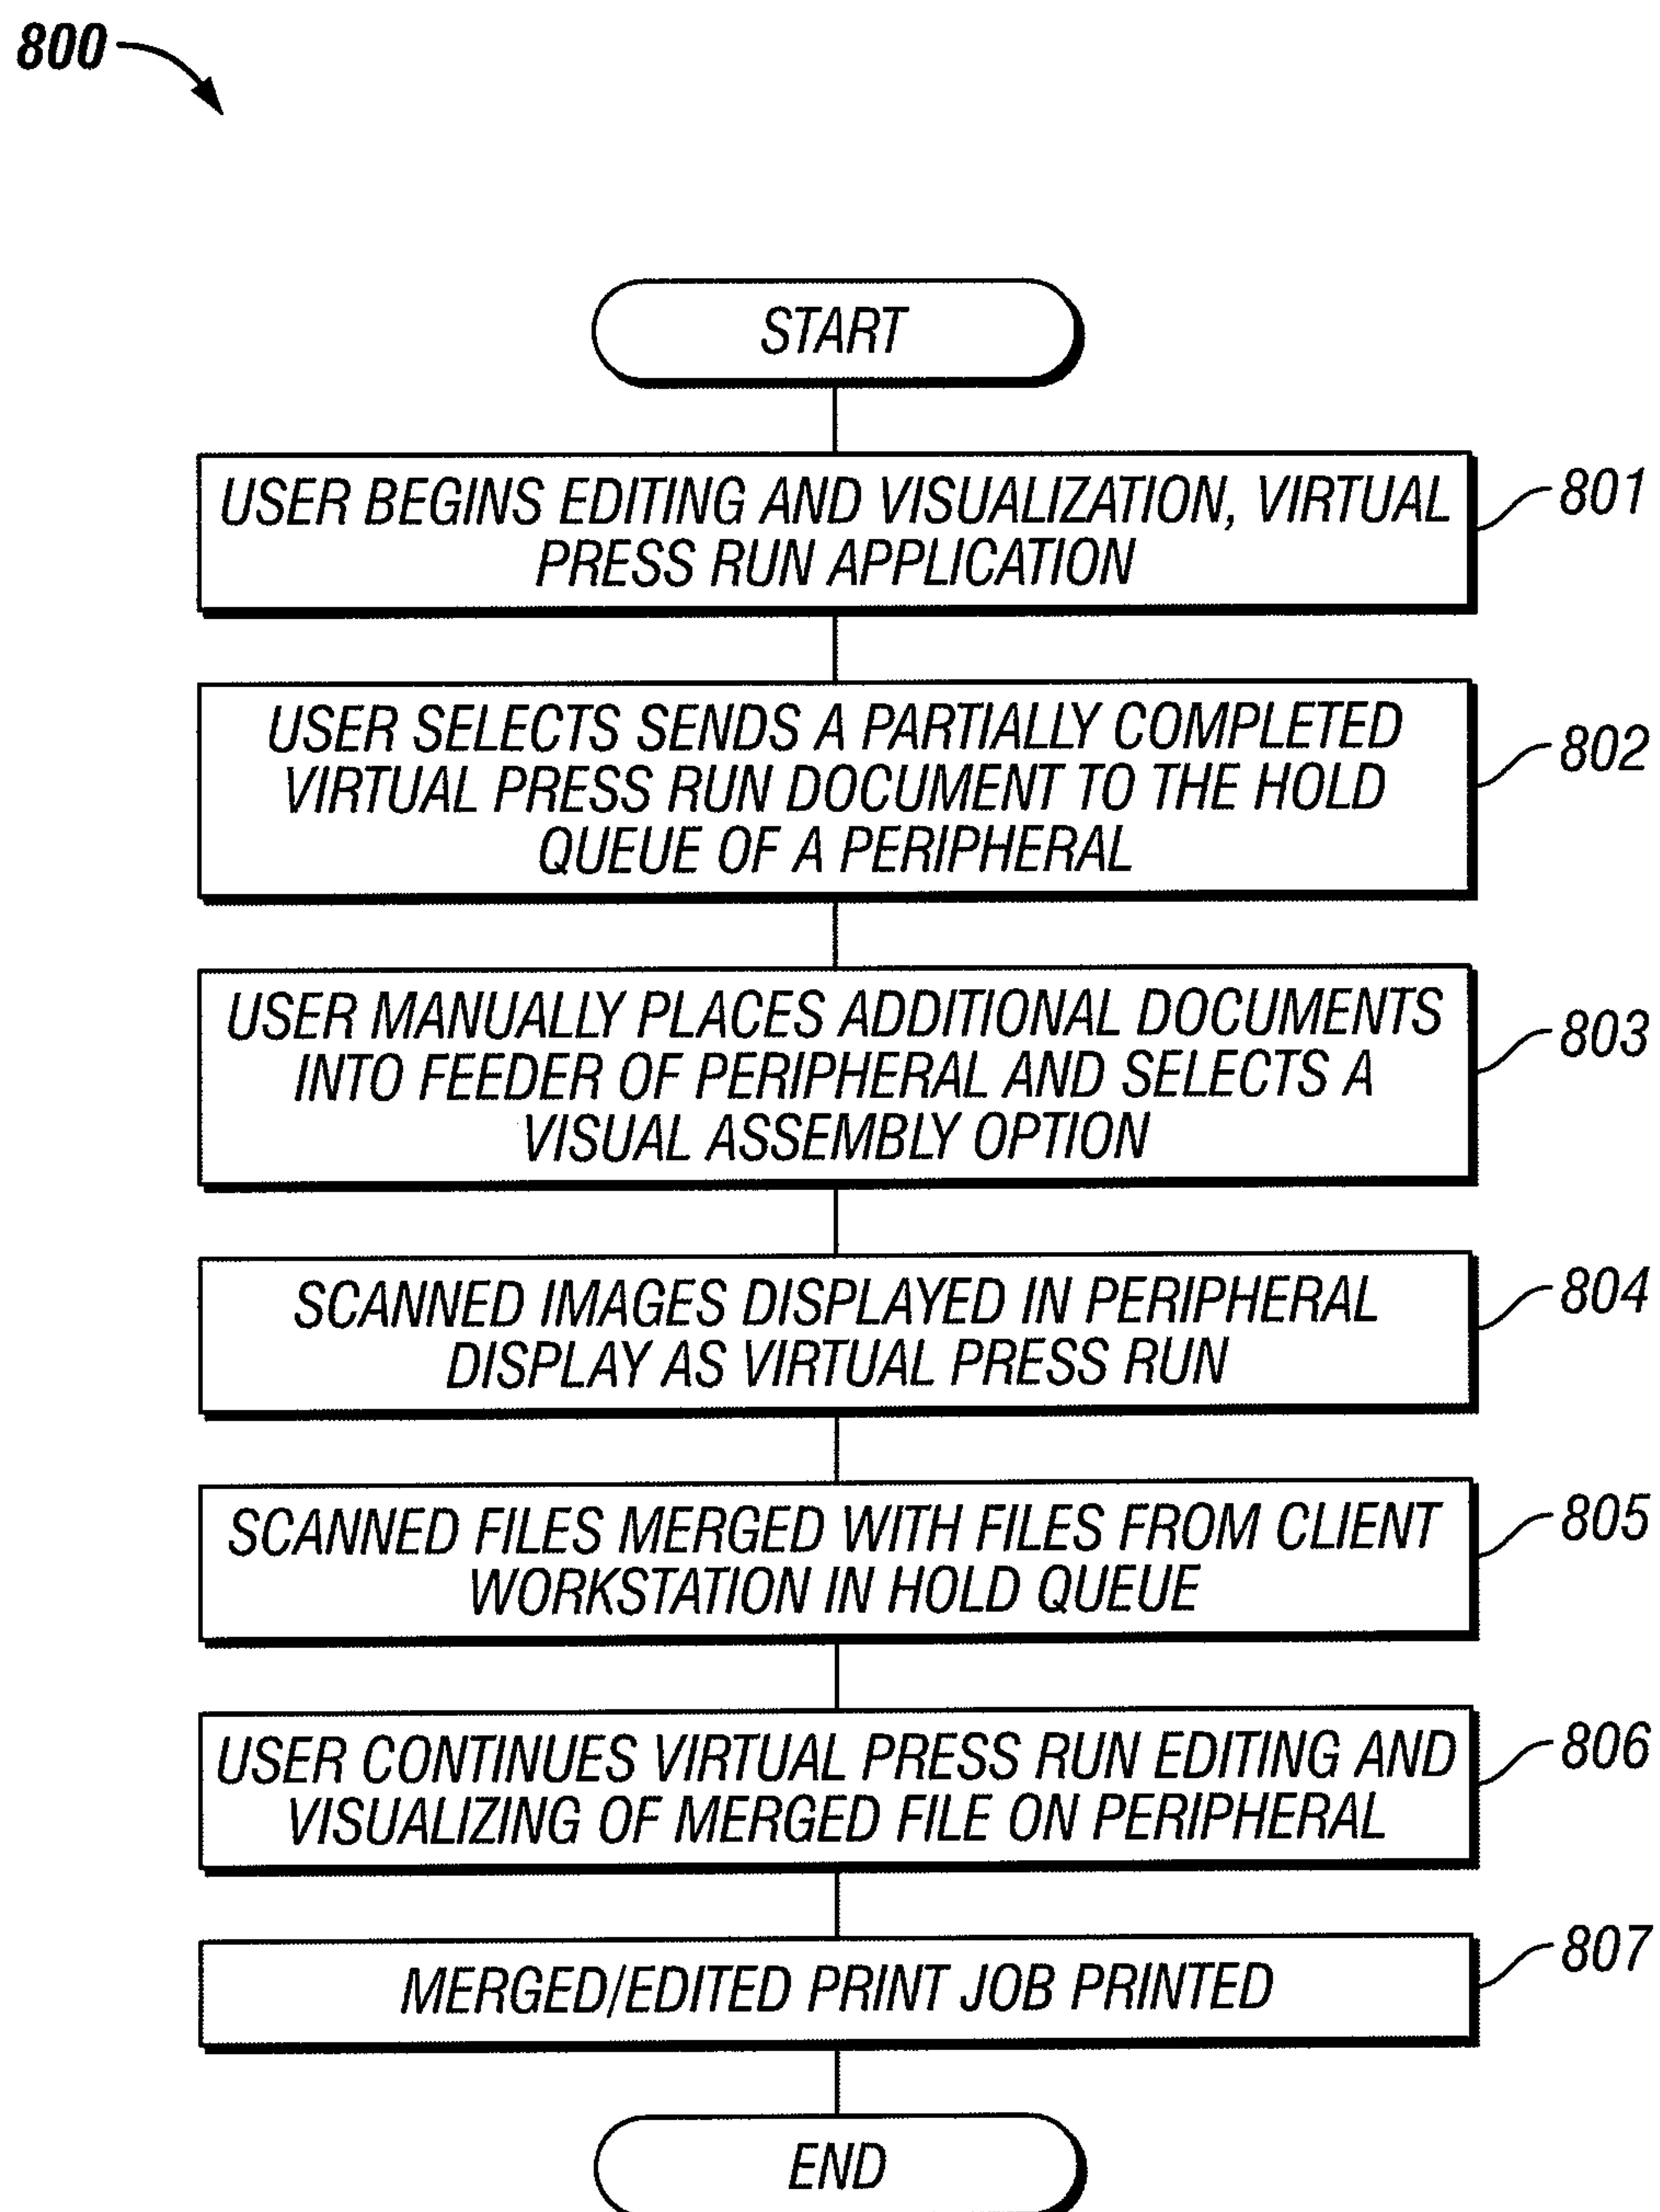 800
START
USER BEGINS EDITING AND VISUALIZATION, VIRTUAL
PRESS RUN APPLICATION
801
USER SELECTS SENDS A PARTIALLY COMPLETED
VIRTUAL PRESS RUN DOCUMENT TO THE HOLD
QUEUE OF A PERIPHERAL
802
USER MANUALLY PLACES ADDITIONAL DOCUMENTS
INTO FEEDER OF PERIPHERAL AND SELECTS A
VISUAL ASSEMBLY OPTION
803
SCANNED IMAGES DISPLAYED IN PERIPHERAL
DISPLAY AS VIRTUAL PRESS RUN
804
SCANNED FILES MERGED WITH FILES FROM CLIENT
WORKSTATION IN HOLD QUEUE
805
USER CONTINUES VIRTUAL PRESS RUN EDITING AND
VISUALIZING OF MERGED FILE ON PERIPHERAL
806
MERGED/EDITED PRINT JOB PRINTED
807
END